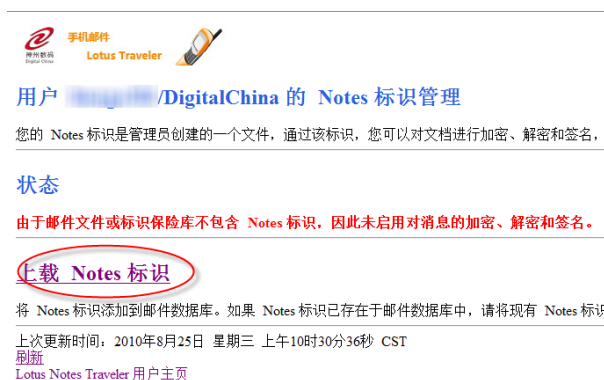 神州数码
Digital China
手机邮件
Lotus Traveler
用户 /DigitalChina 的 Notes 标识管理
您的 Notes 标识是管理员创建的一个文件，通过该标识，您可以对文档进行加密、解密和签名，
状态
由于邮件文件或标识保险库不包含 Notes 标识，因此未启用对消息的加密、解密和签名。
上载 Notes 标识
将 Notes 标识添加到邮件数据库。如果 Notes 标识已存在于邮件数据库中，请将现有 Notes 标识
上次更新时间：2010年8月25日 星期三 上午10时30分36秒 CST
刷新
Lotus Notes Traveler 用户主页